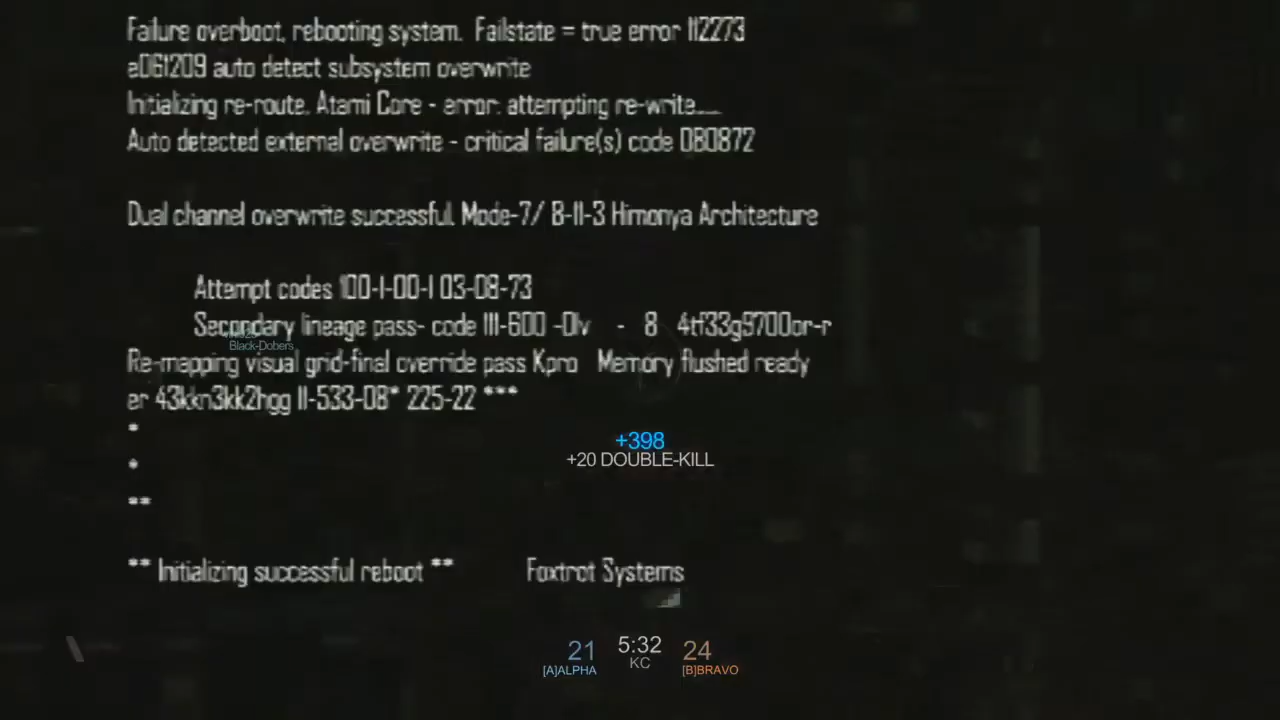 Failure overboot, rebooting system. Failstate = true error 112273
a061209 auto detect subsystem overwrite
Initializing re-route. Atami Core - error: attempting re-write.....
Auto detected external overwrite - critical failure(s) code 080872
Dual channel overwrite successful. Mode-7/ B-11-3 Himonya Architecture
Attempt codes 100-1-00-1 03-08-73
Secondary lineage pass- code 111-600 -Dlv - 8 4tf33g9700or-r
Black-Dobers
Re-mapping visual grid-final override pass Kpro Memory flushed ready
er 43kkn3kk2hgg 11-533-08* 225-22 ***
*
+398
+20 DOUBLE-KILL
*
**
** Initializing successful reboot ** Foxtrot Systems
21 5:32 24
[A]ALPHA KC [B]BRAVO